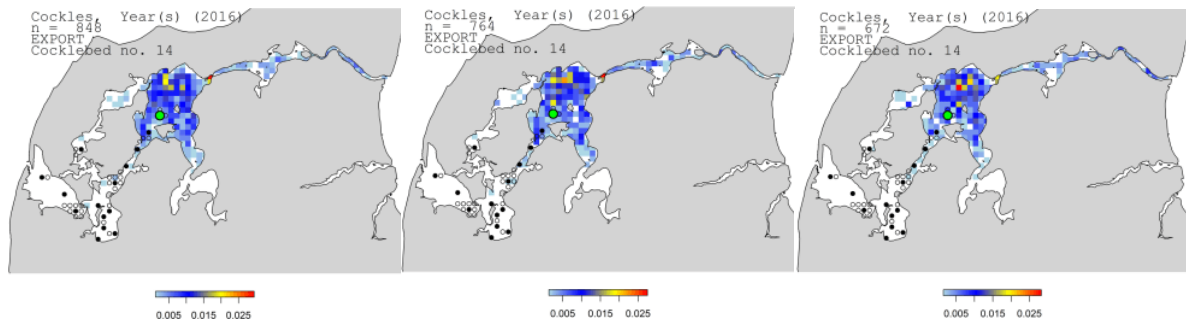 Cockles, Year(s) (2016)
n = 848
EXPORT
Cocklebed no. 14
0.005 0.015 0.025
Cockles, Year(s) (2016)
n = 764
EXPORT
Cocklebed no. 14
0.005 0.015 0.025
Cockles, Year(s) (2016)
n = 672
EXPORT
Cocklebed no. 14
0.005 0.015 0.025